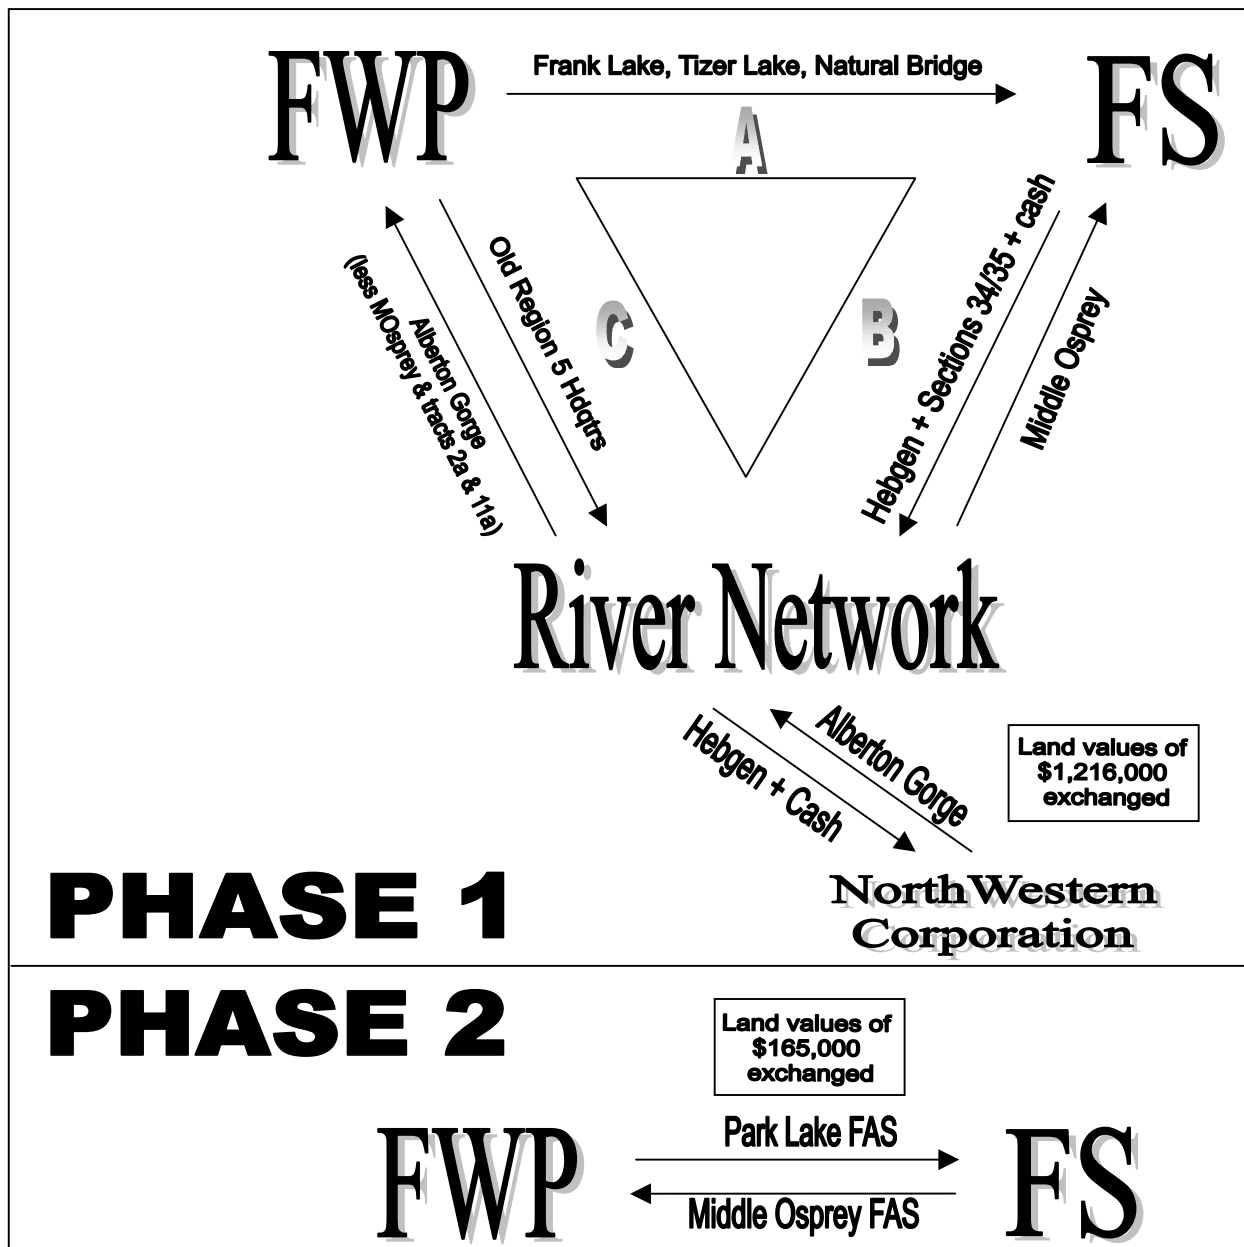 FWP
Frank Lake, Tizer Lake, Natural Bridge
FS
A
Hebgen + Sections 34/35 + cash
Middle Osprey
B
C
Old Region 5 Hdqtrs
Alberton Gorge
(less MOsprey & tracts 2a & 11a)
River Network
Hebgen + Cash
Alberton Gorge
Land values of
$1,216,000
exchanged
NorthWestern
Corporation
PHASE 1
PHASE 2
Land values of
$165,000
exchanged
FWP
Park Lake FAS
Middle Osprey FAS
FS